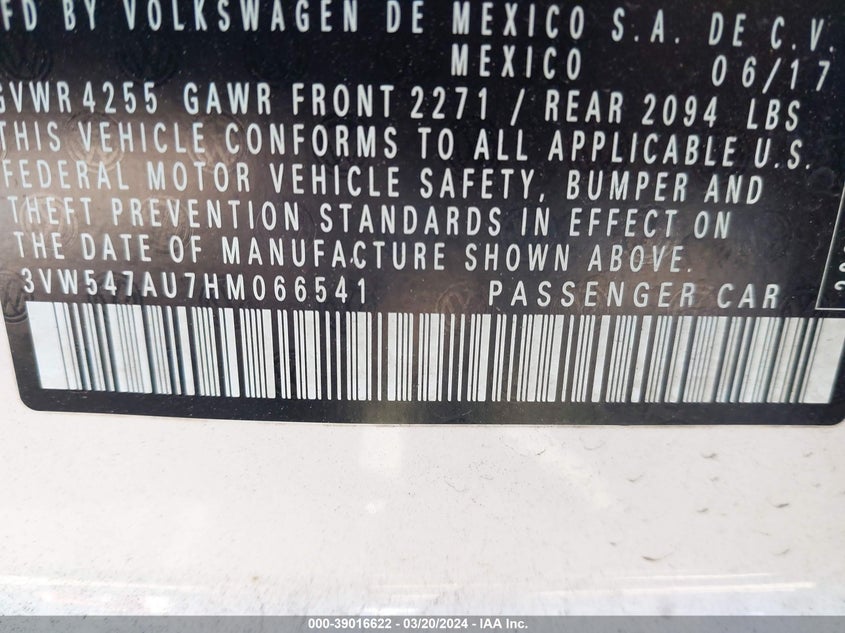 MFD BY VOLKSWAGEN DE MEXICO S.A. DE C.V.
MEXICO 06/17
GVWR 4255 GAWR FRONT 2271 / REAR 2094 LBS
THIS VEHICLE CONFORMS TO ALL APPLICABLE U.S.
FEDERAL MOTOR VEHICLE SAFETY, BUMPER AND
THEFT PREVENTION STANDARDS IN EFFECT ON
THE DATE OF MANUFACTURE SHOWN ABOVE.
3VW547AU7HM066541 PASSENGER CAR
000-39016622 - 03/20/2024 - IAA Inc.